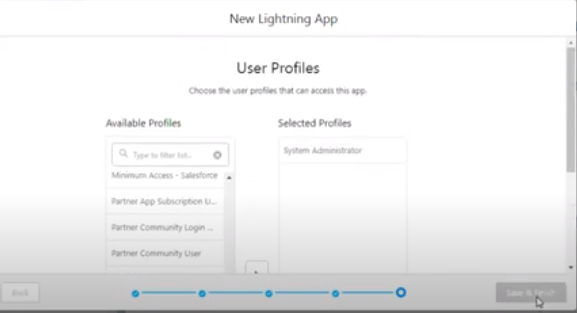 New Lightning App
User Profiles
Choose the user profiles that can access this app.
Available Profiles
Selected Profiles
Type to filter list...
System Administrator
Minimum Access - Salesforce
Partner App Subscription U...
Partner Community Login ...
Partner Community User
Back
Save & Finish